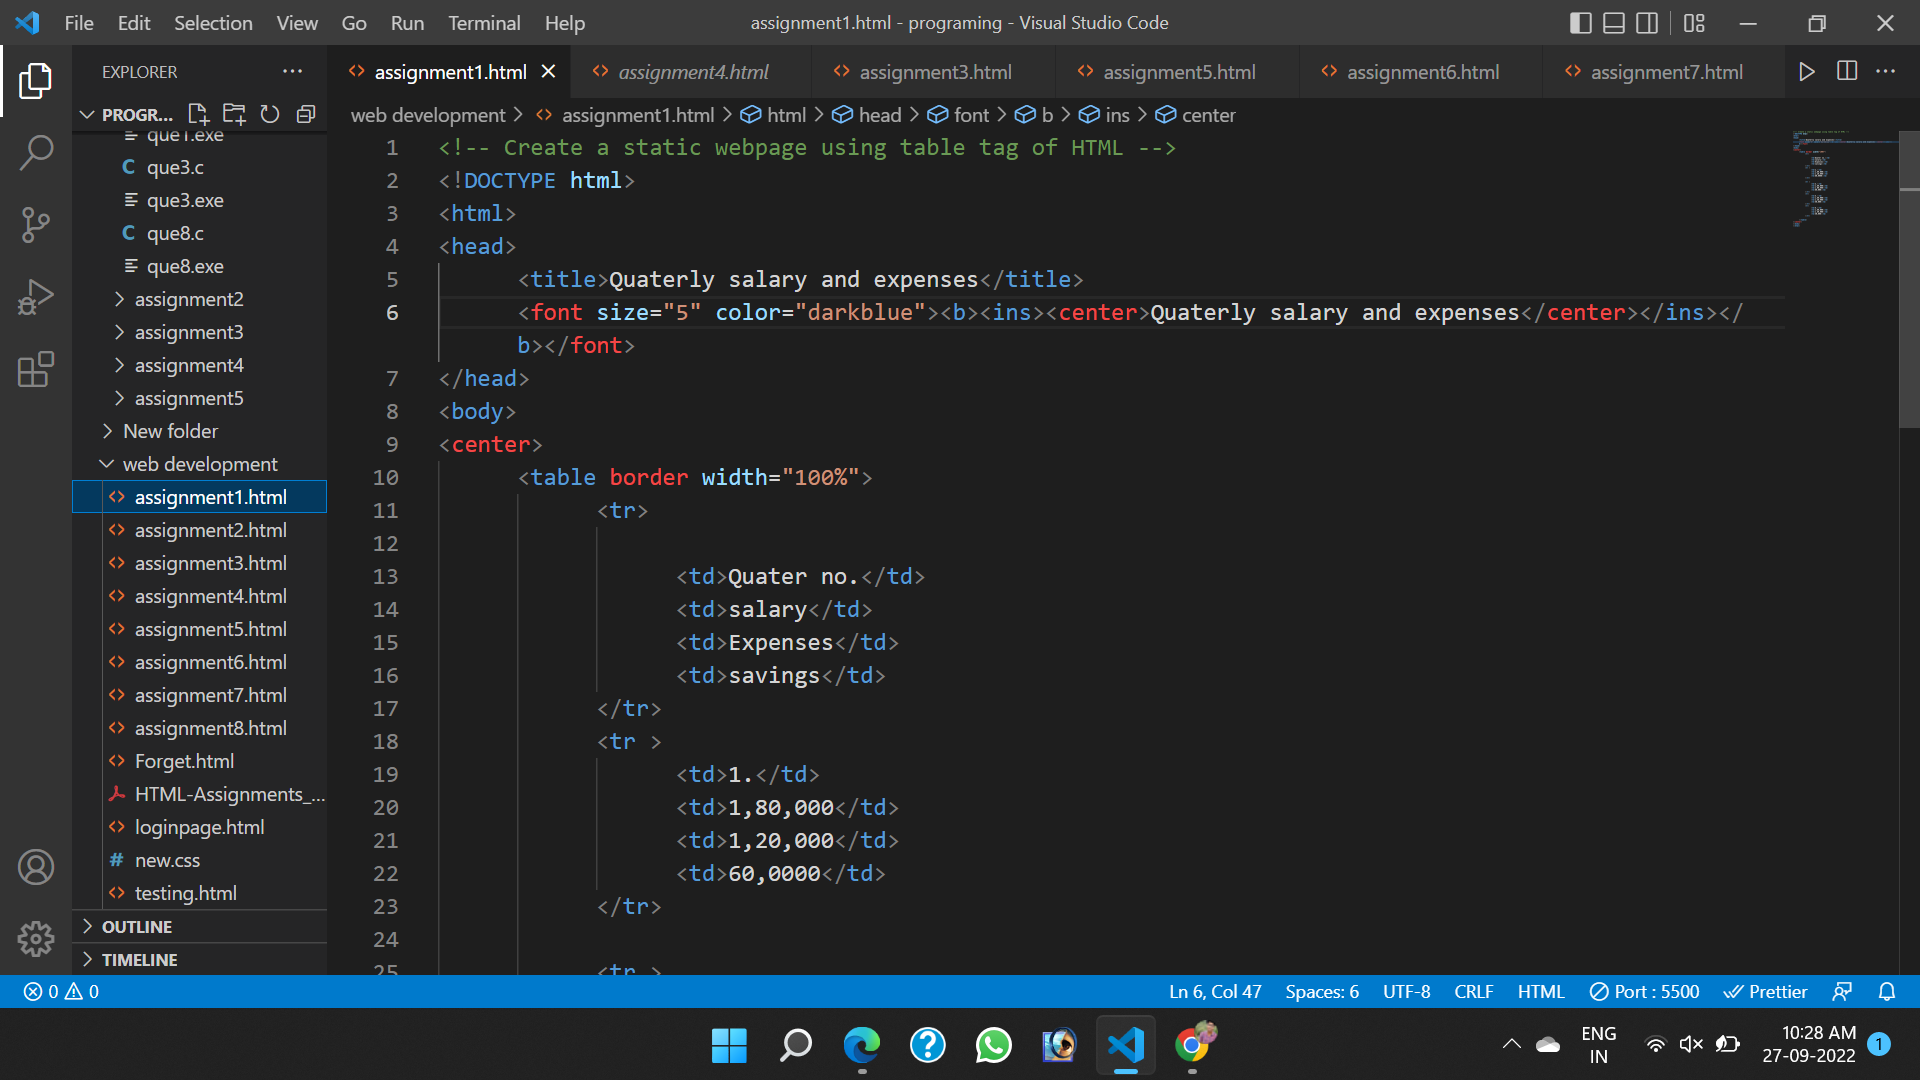 File Edit Selection View Go Run Terminal Help
assignment1.html - programing - Visual Studio Code
EXPLORER
assignment1.html assignment4.html assignment3.html assignment5.html assignment6.html assignment7.html
PROGR...
web development > assignment1.html > html > head > font > b > ins > center
que1.exe
que3.c
que3.exe
que8.c
que8.exe
assignment2
assignment3
assignment4
assignment5
New folder
web development
assignment1.html
assignment2.html
assignment3.html
assignment4.html
assignment5.html
assignment6.html
assignment7.html
assignment8.html
Forget.html
HTML-Assignments_...
loginpage.html
# new.css
testing.html
OUTLINE
TIMELINE
1 <!-- Create a static webpage using table tag of HTML -->
2 <!DOCTYPE html>
3 <html>
4 <head>
5 <title>Quaterly salary and expenses</title>
6 <font size="5" color="darkblue"><b><ins><center>Quaterly salary and expenses</center></ins></
b></font>
7 </head>
8 <body>
9 <center>
10 <table border width="100%">
11 <tr>
12
13 <td>Quater no.</td>
14 <td>salary</td>
15 <td>Expenses</td>
16 <td>savings</td>
17 </tr>
18 <tr >
19 <td>1.</td>
20 <td>1,80,000</td>
21 <td>1,20,000</td>
22 <td>60,0000</td>
23 </tr>
24
25 <tr >
0 0
Ln 6, Col 47 Spaces: 6 UTF-8 CRLF HTML Port : 5500 Prettier
ENG
IN
10:28 AM
27-09-2022
1